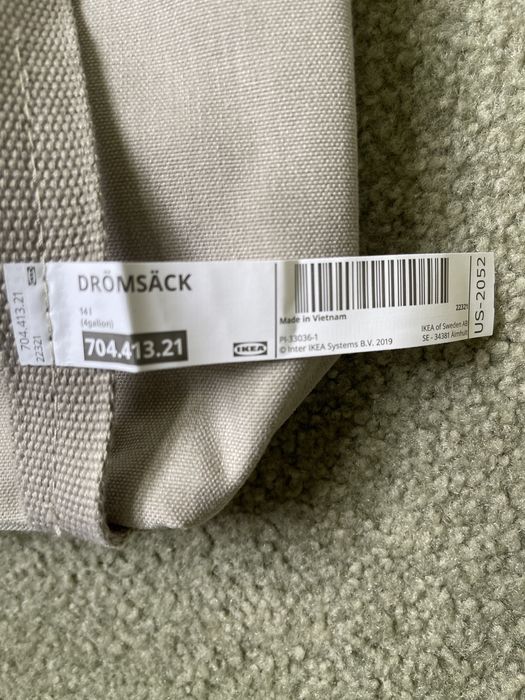 IKEA
704.413.21
22321
DRÖMSÄCK
14 l
(4gallon)
704.413.21
IKEA
Made in Vietnam
22321
PI-33036-1
© Inter IKEA Systems B.V. 2019
IKEA of Sweden AB
SE - 34381 Älmhult
US-2052